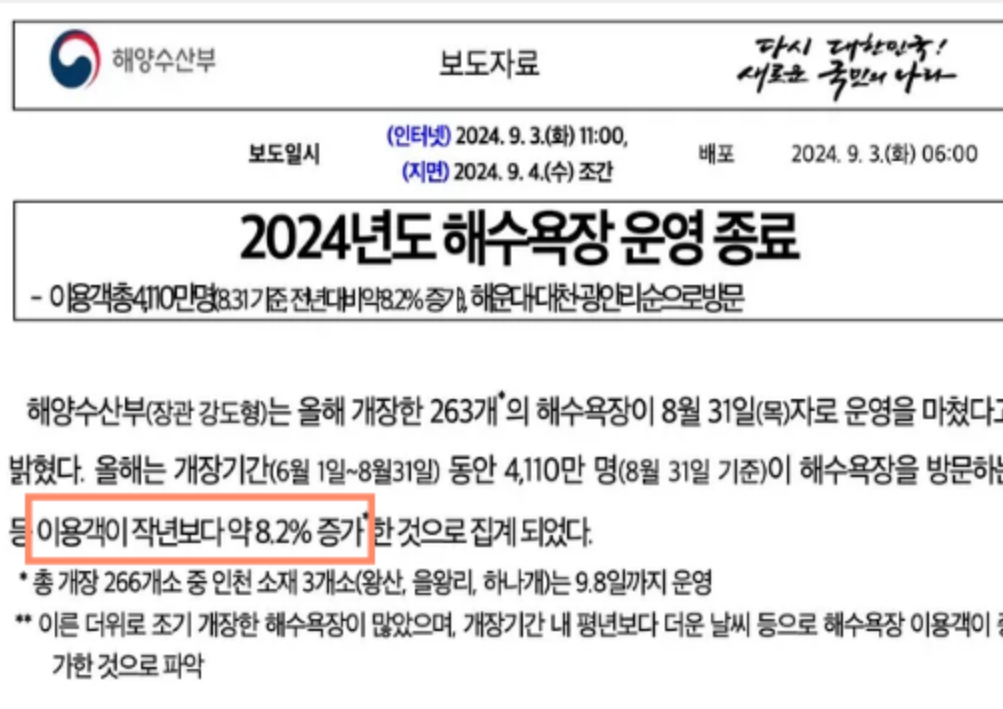 해양수산부
보도자료
다시 대한민국!
새로운 국민의 나라
보도일시
(인터넷) 2024. 9. 3.(화) 11:00,
(지면) 2024. 9. 4.(수) 조간
배포
2024. 9. 3.(화) 06:00
2024년도 해수욕장 운영 종료
- 이용객 총 4,110만 명(8.31 기준, 전년대비 약 8.2% 증가), 해운대·대천·광안리 순으로 방문
해양수산부(장관 강도형)는 올해 개장한 263개*의 해수욕장이 8월 31일(목)자로 운영을 마쳤다고
밝혔다. 올해는 개장기간(6월 1일~8월31일) 동안 4,110만 명(8월 31일 기준)이 해수욕장을 방문하는
등 이용객이 작년보다 약 8.2% 증가*한 것으로 집계 되었다.
* 총 개장 266개소 중 인천 소재 3개소(왕산, 을왕리, 하나개)는 9.8일까지 운영
** 이른 더위로 조기 개장한 해수욕장이 많았으며, 개장기간 내 평년보다 더운 날씨 등으로 해수욕장 이용객이 증
가한 것으로 파악